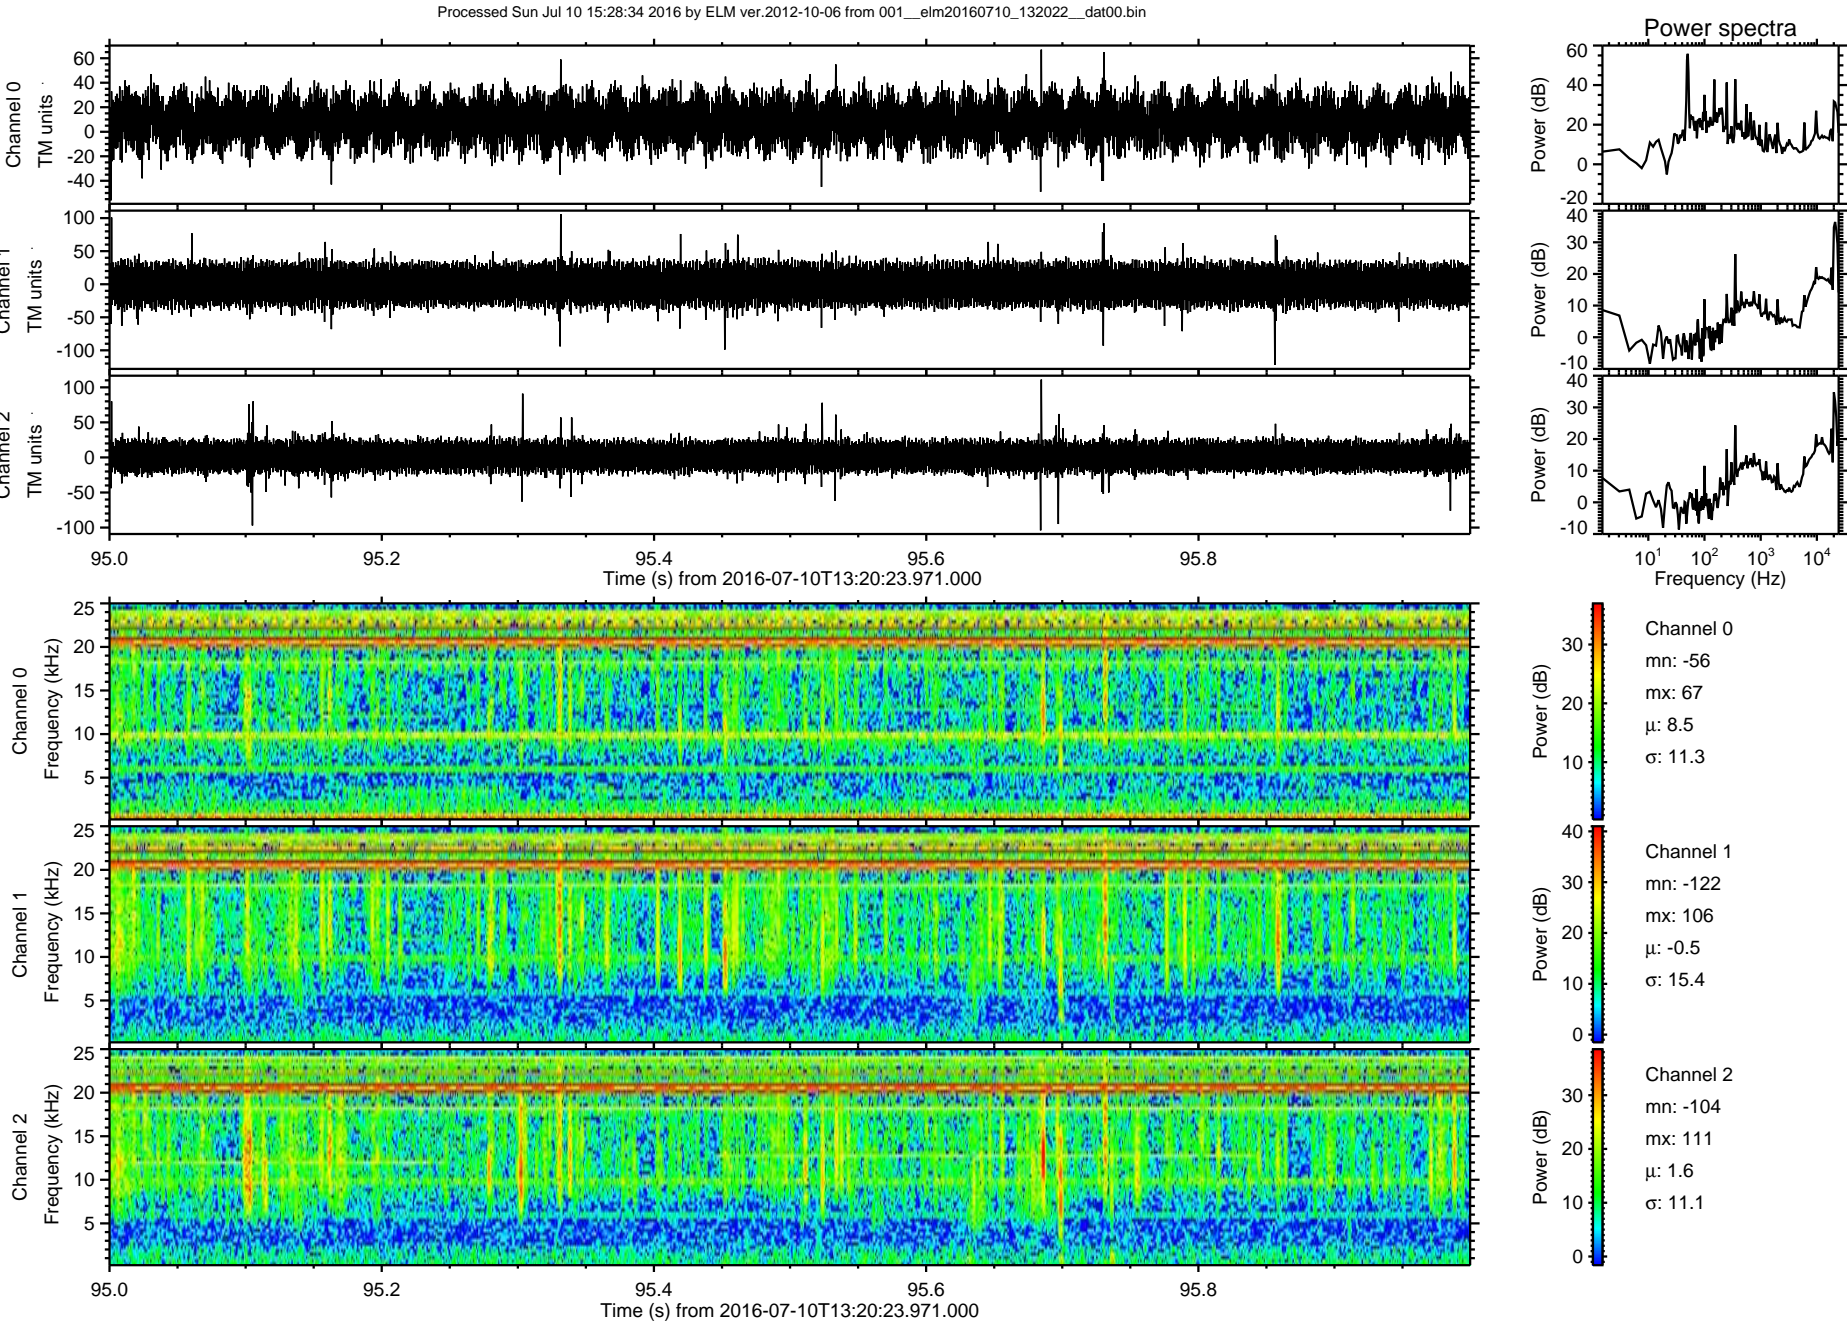 Processed Sun Jul 10 15:28:34 2016 by ELM ver.2012-10-06 from 001__elm20160710_132022__dat00.bin
Power spectra
Channel 0
TM units
60
40
20
0
-20
-40
Power (dB)
60
40
20
0
-20
Channel 1
TM units
100
50
0
-50
-100
Power (dB)
40
30
20
10
0
-10
Channel 2
TM units
100
50
0
-50
-100
Power (dB)
40
30
20
10
0
-10
95.0 95.2 95.4 95.6 95.8
Time (s) from 2016-07-10T13:20:23.971.000
10¹ 10² 10³ 10⁴
Frequency (Hz)
Channel 0
Frequency (kHz)
25
20
15
10
5
Power (dB)
30
20
10
Channel 0
mn: -56
mx: 67
μ: 8.5
σ: 11.3
Channel 1
Frequency (kHz)
25
20
15
10
5
Power (dB)
40
30
20
10
0
Channel 1
mn: -122
mx: 106
μ: -0.5
σ: 15.4
Channel 2
Frequency (kHz)
25
20
15
10
5
Power (dB)
30
20
10
0
Channel 2
mn: -104
mx: 111
μ: 1.6
σ: 11.1
95.0 95.2 95.4 95.6 95.8
Time (s) from 2016-07-10T13:20:23.971.000